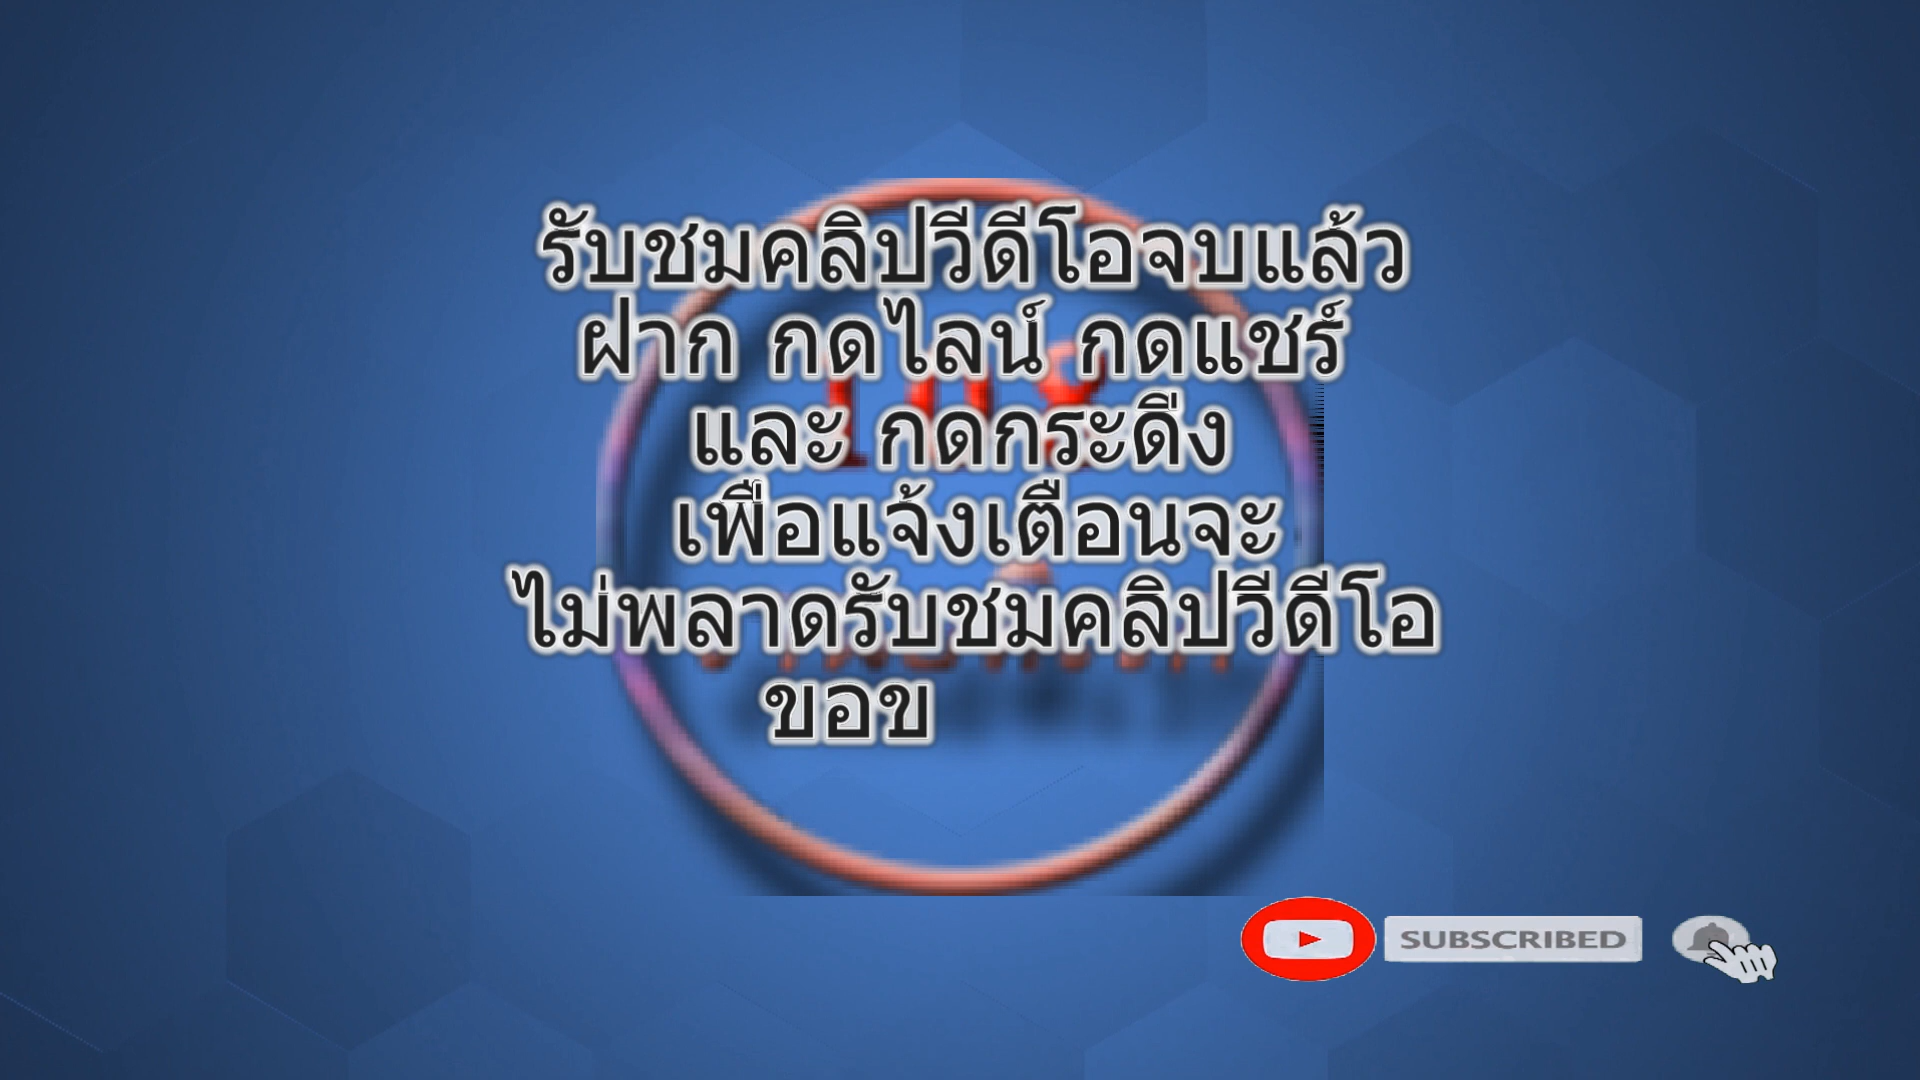 รับชมคลิปวีดีโอจบแล้ว
ฝาก กดไลน์ กดแชร์
และ กดกระดิ่ง
เพื่อแจ้งเตือนจะ
ไม่พลาดรับชมคลิปวีดีโอ
ขอข
SUBSCRIBED